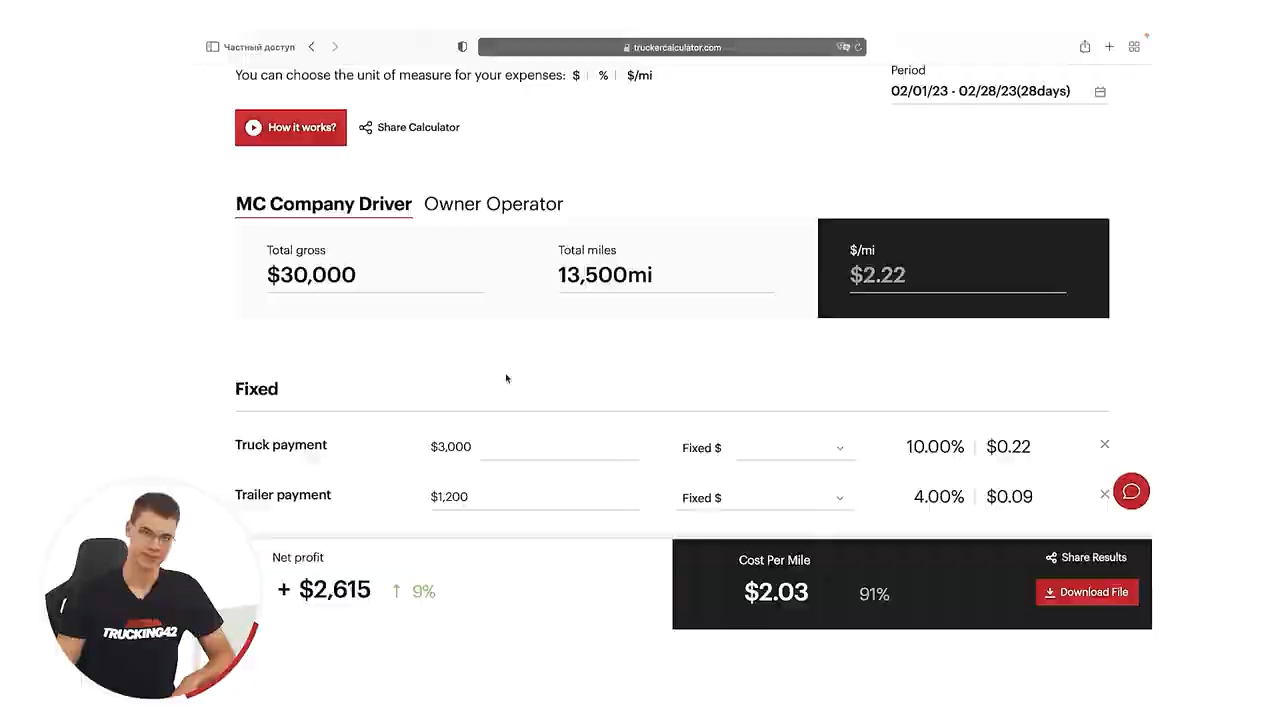 Частный доступ
truckercalculator.com
You can choose the unit of measure for your expenses: $ | % | $/mi
Period
02/01/23 - 02/28/23(28days)
How it works?
Share Calculator
MC Company Driver
Owner Operator
Total gross
$30,000
Total miles
13,500mi
$/mi
$2.22
Fixed
Truck payment
$3,000
Fixed $
10.00% | $0.22
Trailer payment
$1,200
Fixed $
4.00% | $0.09
Net profit
+ $2,615
↑ 9%
Cost Per Mile
$2.03
91%
Share Results
Download File
TRUCKING42